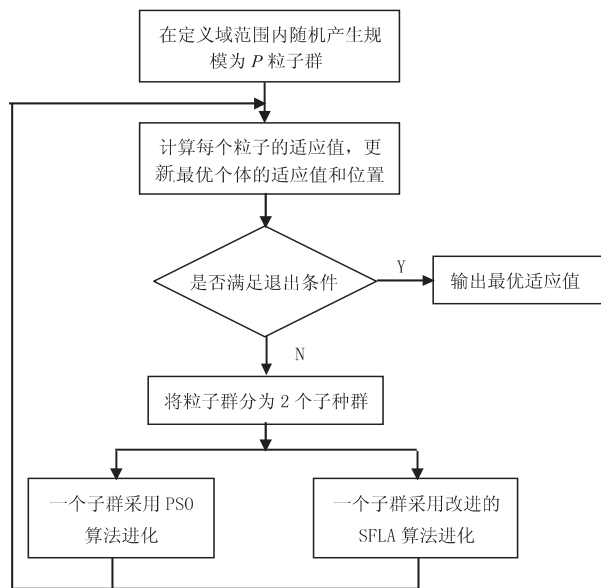 在定义域范围内随机产生规
模为 P 粒子群
计算每个粒子的适应值，更
新最优个体的适应值和位置
是否满足退出条件
Y
输出最优适应值
N
将粒子群分为 2 个子种群
一个子群采用 PSO
算法进化
一个子群采用改进的
SFLA 算法进化